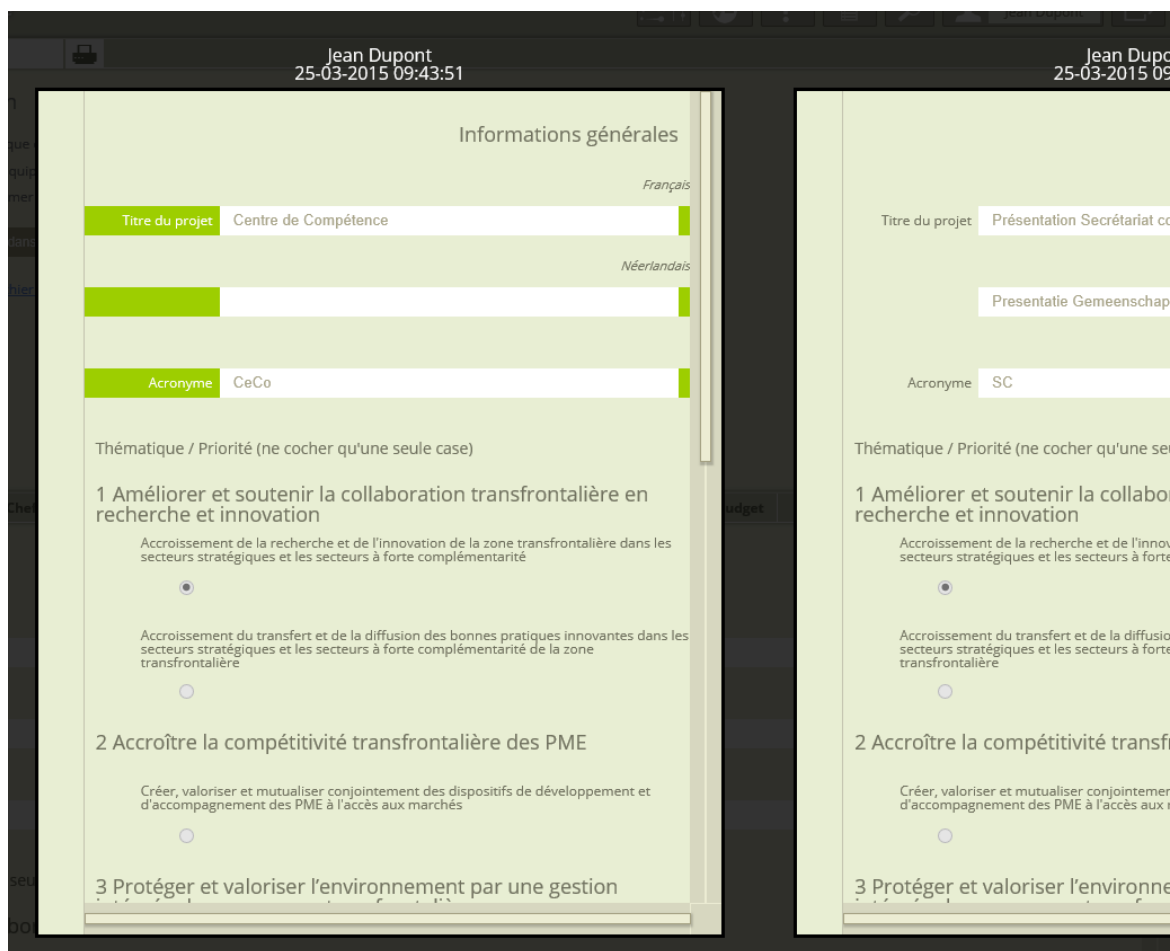 Jean Dupont
Jean Dupont
25-03-2015 09:43:51
Informations générales
Français
Titre du projet Centre de Compétence
Néerlandais
Acronyme CeCo
Thématique / Priorité (ne cocher qu'une seule case)
1 Améliorer et soutenir la collaboration transfrontalière en
recherche et innovation
Accroissement de la recherche et de l'innovation de la zone transfrontalière dans les
secteurs stratégiques et les secteurs à forte complémentarité
Accroissement du transfert et de la diffusion des bonnes pratiques innovantes dans les
secteurs stratégiques et les secteurs à forte complémentarité de la zone
transfrontalière
2 Accroître la compétitivité transfrontalière des PME
Créer, valoriser et mutualiser conjointement des dispositifs de développement et
d'accompagnement des PME à l'accès aux marchés
3 Protéger et valoriser l’environnement par une gestion
Jean Dupo
25-03-2015 09
Titre du projet Présentation Secrétariat co
Presentatie Gemeenschap
Acronyme SC
Thématique / Priorité (ne cocher qu'une seu
1 Améliorer et soutenir la collabor
recherche et innovation
Accroissement de la recherche et de l'innov
secteurs stratégiques et les secteurs à forte
Accroissement du transfert et de la diffusio
secteurs stratégiques et les secteurs à forte
transfrontalière
2 Accroître la compétitivité transfr
Créer, valoriser et mutualiser conjointemen
d'accompagnement des PME à l'accès aux
3 Protéger et valoriser l’environne